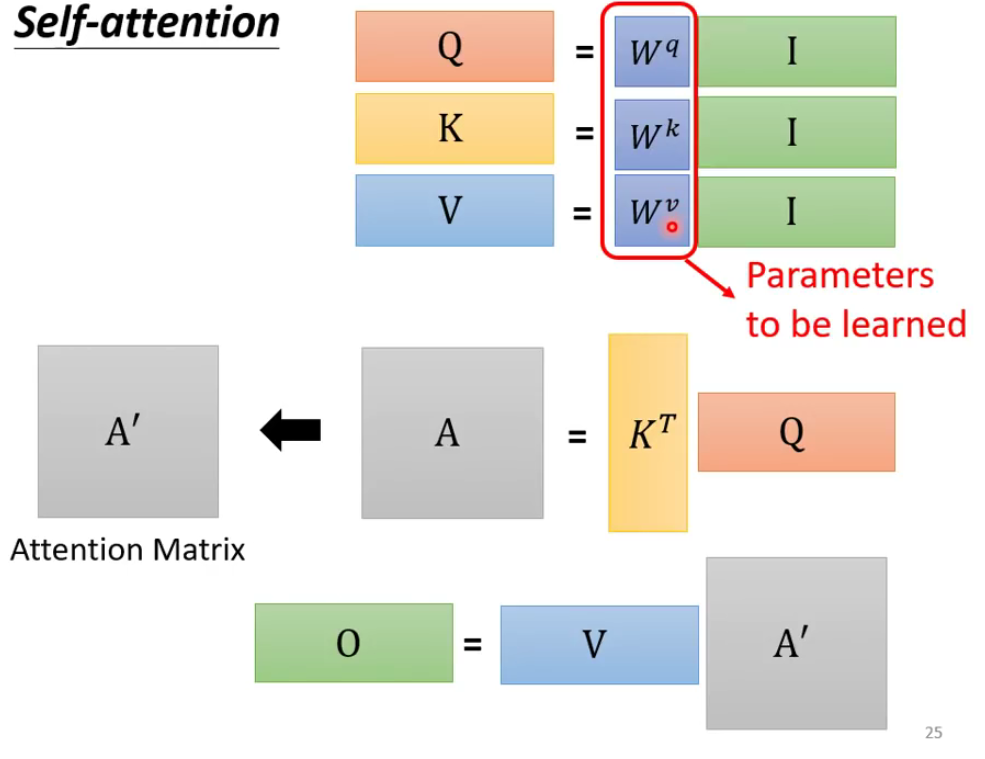 Self-attention
Q = W^q I
K = W^k I
V = W^v I
Parameters
to be learned
A′ A = K^T Q
Attention Matrix
O = V A′
25